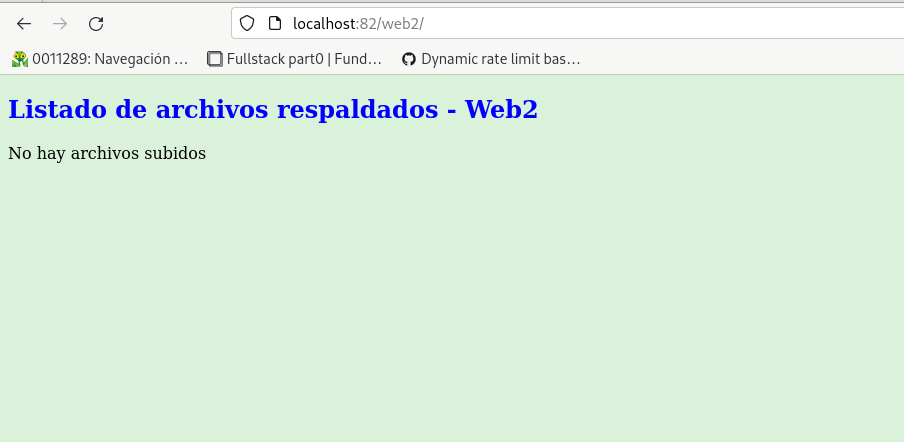 localhost:82/web2/
0011289: Navegación ...
Fullstack part0 | Fund...
Dynamic rate limit bas...
Listado de archivos respaldados - Web2
No hay archivos subidos